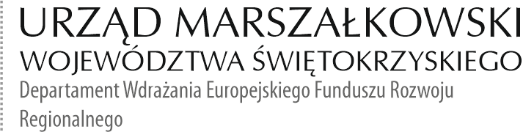 URZĄD MARSZAŁKOWSKI
WOJEWÓDZTWA ŚWIĘTOKRZYSKIEGO
Departament Wdrażania Europejskiego Funduszu Rozwoju
Regionalnego